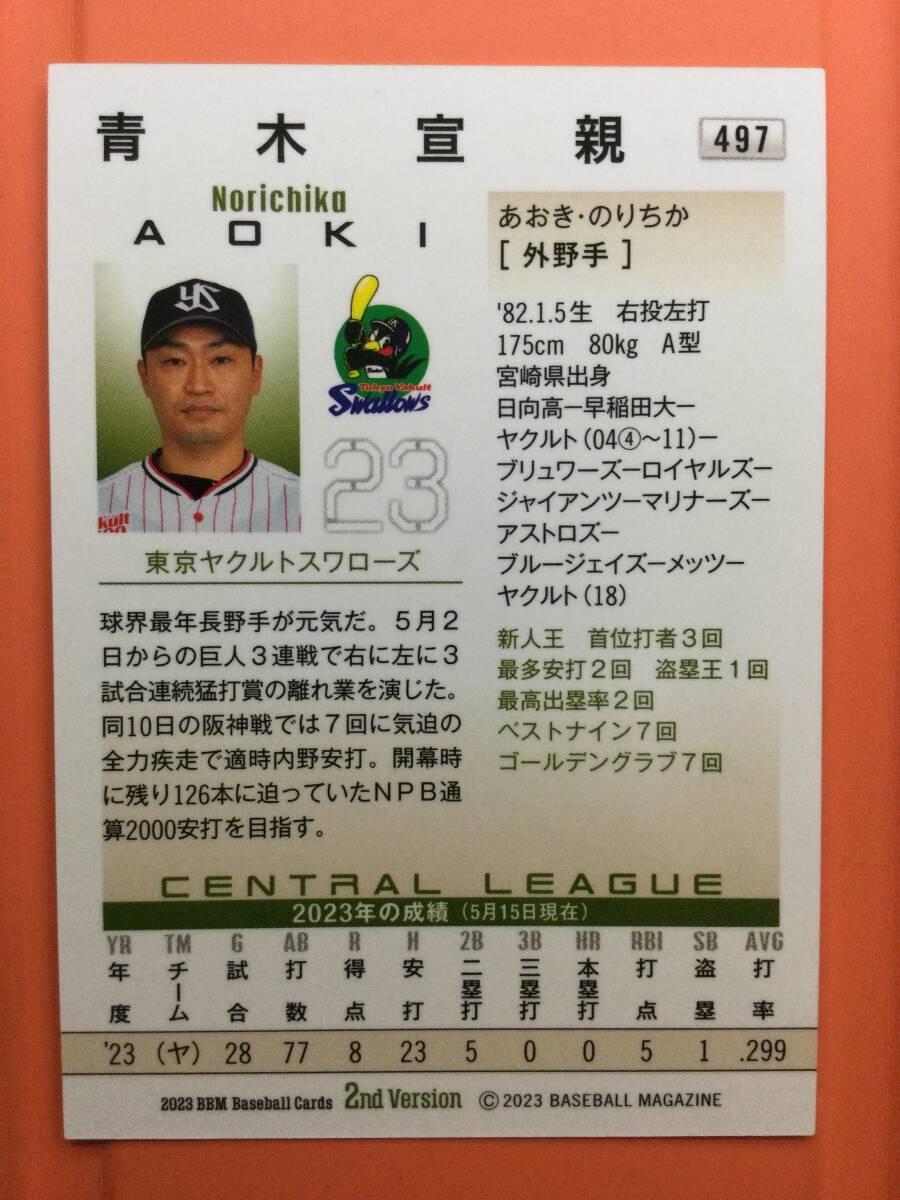 青木宣親 497
Norichika
AOKI
あおき・のりちか
[外野手]
YS
Tokyo Yakult
Swallows
23
東京ヤクルトスワローズ
'82.1.5生 右投左打
175cm 80kg A型
宮崎県出身
日向高ー早稲田大ー
ヤクルト(04④〜11)ー
ブリュワーズーロイヤルズー
ジャイアンツーマリナーズー
アストロズー
ブルージェイズーメッツー
ヤクルト(18)
新人王 首位打者3回
最多安打2回 盗塁王1回
最高出塁率2回
ベストナイン7回
ゴールデングラブ7回
球界最年長野手が元気だ。5月2
日からの巨人3連戦で右に左に3
試合連続猛打賞の離れ業を演じた。
同10日の阪神戦では7回に気迫の
全力疾走で適時内野安打。開幕時
に残り126本に迫っていたNPB通
算2000安打を目指す。
CENTRAL LEAGUE
2023年の成績(5月15日現在)
YR TM G AB R H 2B 3B HR RBI SB AVG
年度 チーム 試合 打数 得点 安打 二塁打 三塁打 本塁打 打点 盗塁 打率
'23 (ヤ) 28 77 8 23 5 0 0 5 1 .299
2023 BBM Baseball Cards 2nd Version © 2023 BASEBALL MAGAZINE